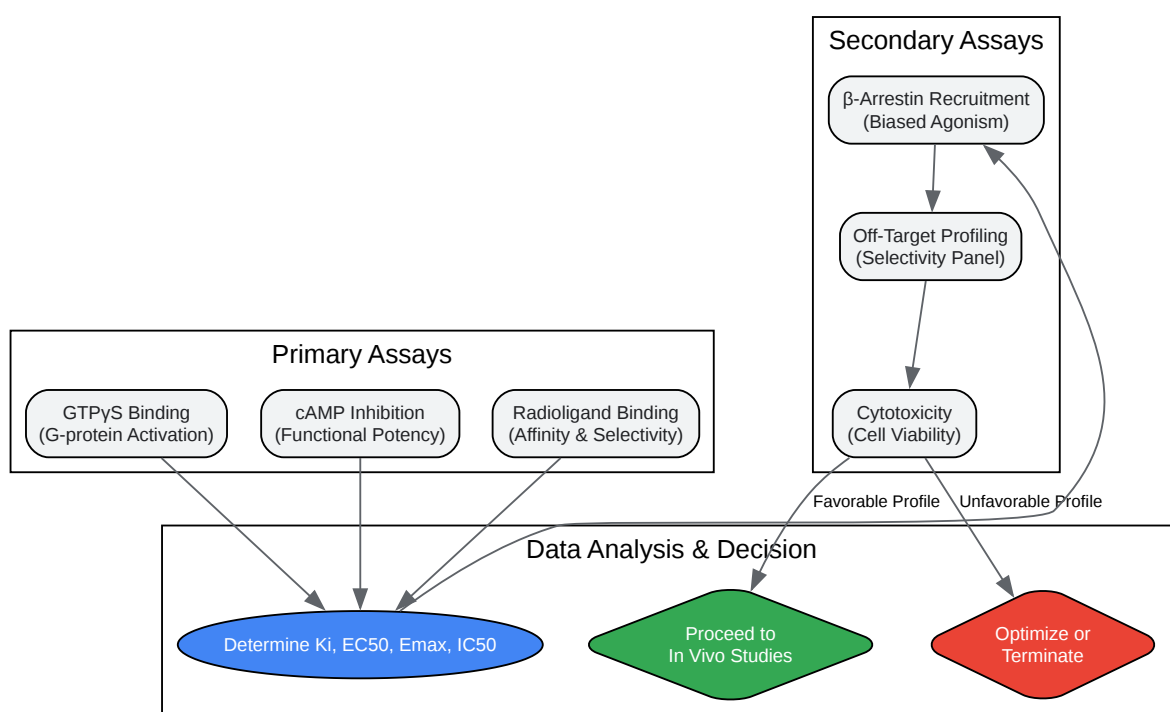 Secondary Assays
β-Arrestin Recruitment
(Biased Agonism)
Off-Target Profiling
(Selectivity Panel)
Cytotoxicity
(Cell Viability)
Primary Assays
GTPγS Binding
(G-protein Activation)
cAMP Inhibition
(Functional Potency)
Radioligand Binding
(Affinity & Selectivity)
Favorable Profile
Unfavorable Profile
Data Analysis & Decision
Determine Ki, EC50, Emax, IC50
Proceed to
In Vivo Studies
Optimize or
Terminate